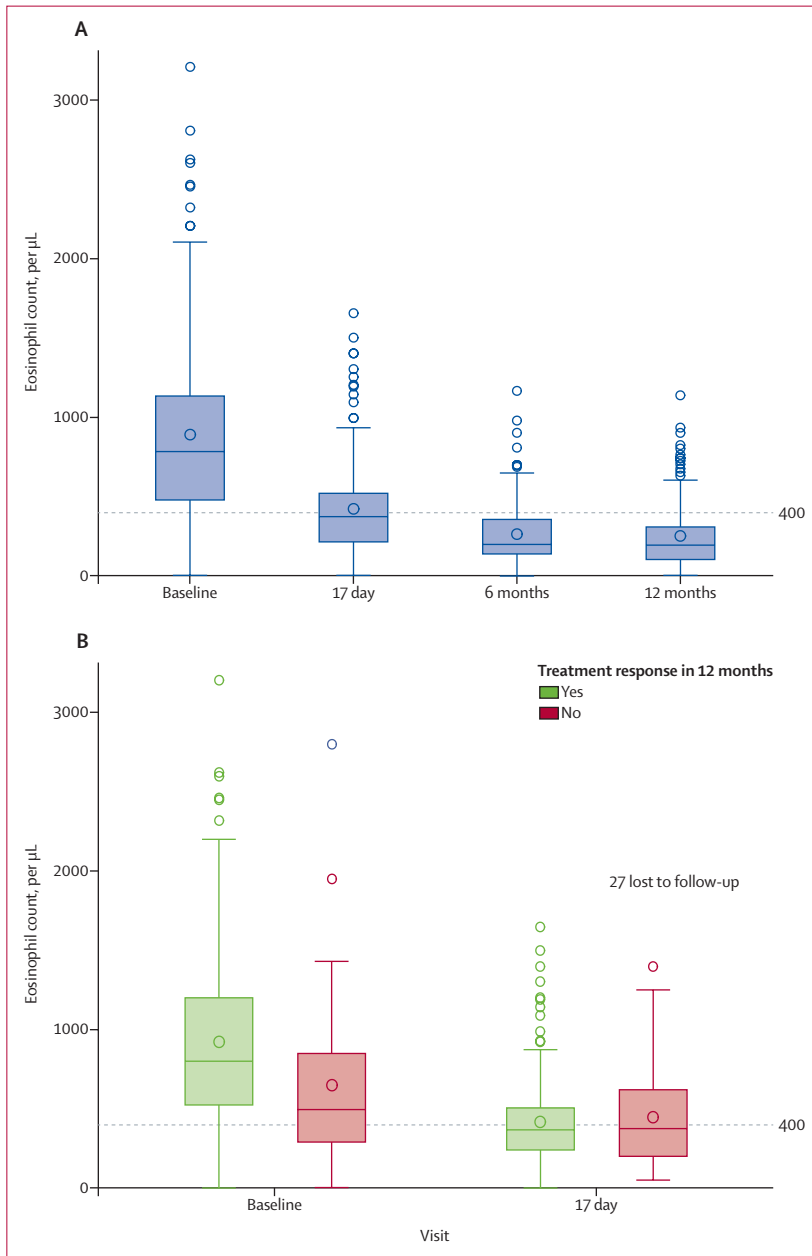 A
Eosinophil count, per µL
3000
2000
1000
400
0
Baseline 17 day 6 months 12 months
B
Treatment response in 12 months
Yes
No
Eosinophil count, per µL
3000
27 lost to follow-up
2000
1000
400
0
Baseline 17 day
Visit